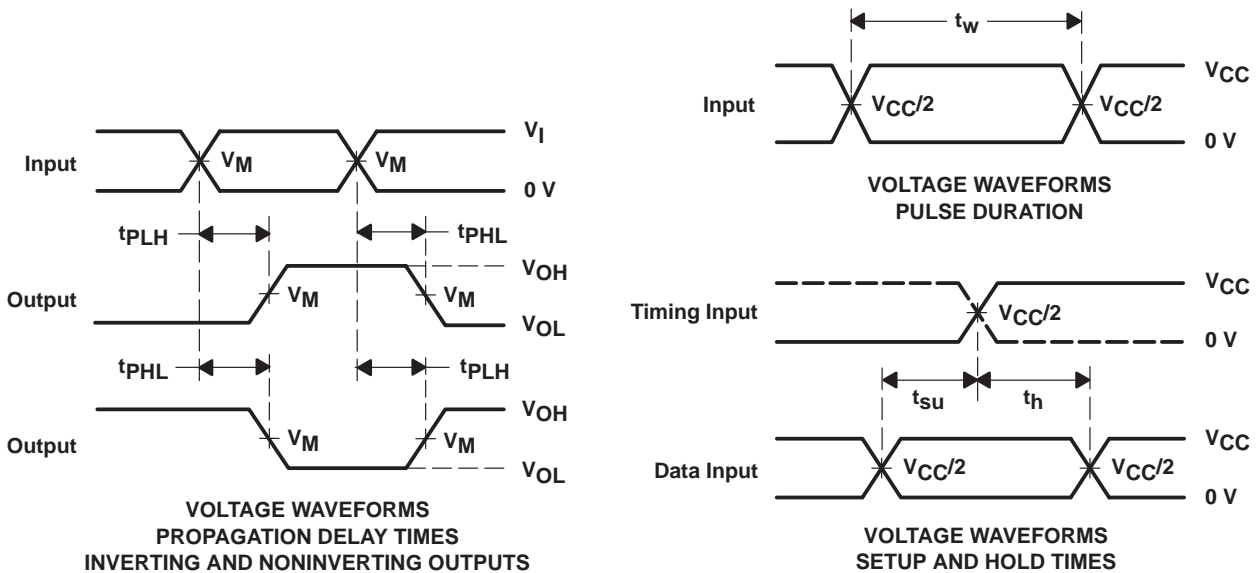 Input
VM
VM
VI
0 V
tPLH
tPHL
Output
VM
VM
VOH
VOL
tPHL
tPLH
Output
VM
VM
VOH
VOL
VOLTAGE WAVEFORMS
PROPAGATION DELAY TIMES
INVERTING AND NONINVERTING OUTPUTS
tw
Input
VCC/2
VCC/2
VCC
0 V
VOLTAGE WAVEFORMS
PULSE DURATION
Timing Input
VCC/2
VCC
0 V
tsu
th
Data Input
VCC/2
VCC/2
VCC
0 V
VOLTAGE WAVEFORMS
SETUP AND HOLD TIMES